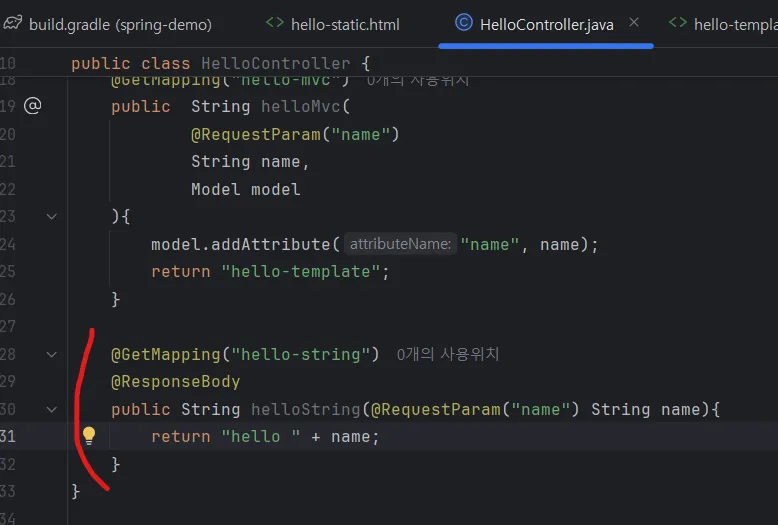 build.gradle (spring-demo) hello-static.html HelloController.java hello-templa
10 public class HelloController {
18 @GetMapping("hello-mvc") 0개의 사용위치
19 public String helloMvc(
20 @RequestParam("name")
21 String name,
22 Model model
23 ){
24 model.addAttribute( attributeName: "name", name);
25 return "hello-template";
26 }
27
28 @GetMapping("hello-string") 0개의 사용위치
29 @ResponseBody
30 public String helloString(@RequestParam("name") String name){
31 return "hello " + name;
32 }
33 }
34